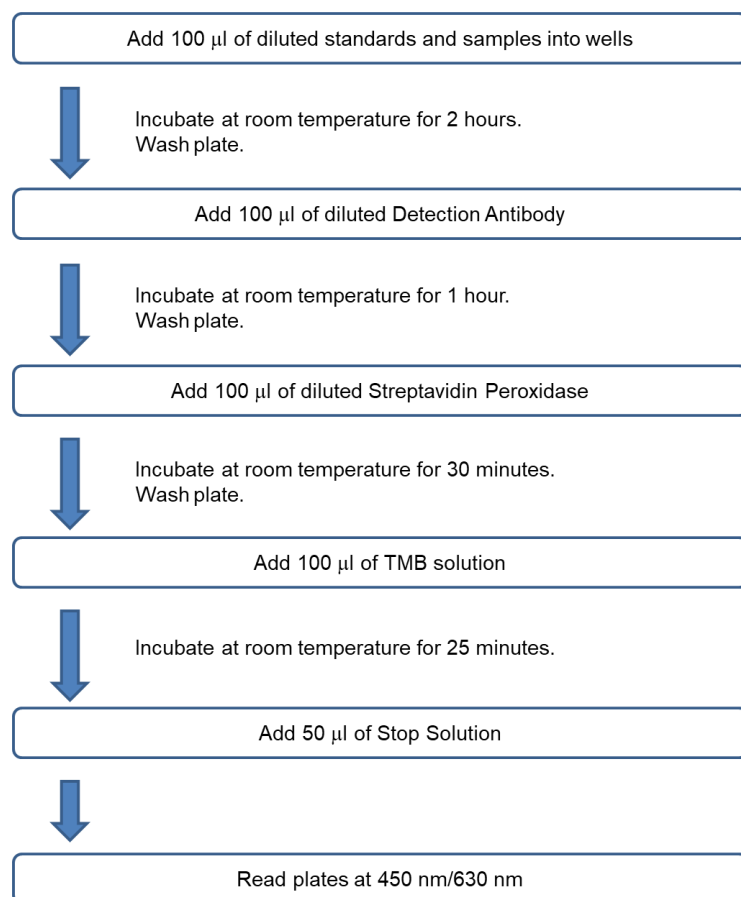 Add 100 μl of diluted standards and samples into wells
Incubate at room temperature for 2 hours.
Wash plate.
Add 100 μl of diluted Detection Antibody
Incubate at room temperature for 1 hour.
Wash plate.
Add 100 μl of diluted Streptavidin Peroxidase
Incubate at room temperature for 30 minutes.
Wash plate.
Add 100 μl of TMB solution
Incubate at room temperature for 25 minutes.
Add 50 μl of Stop Solution
Read plates at 450 nm/630 nm